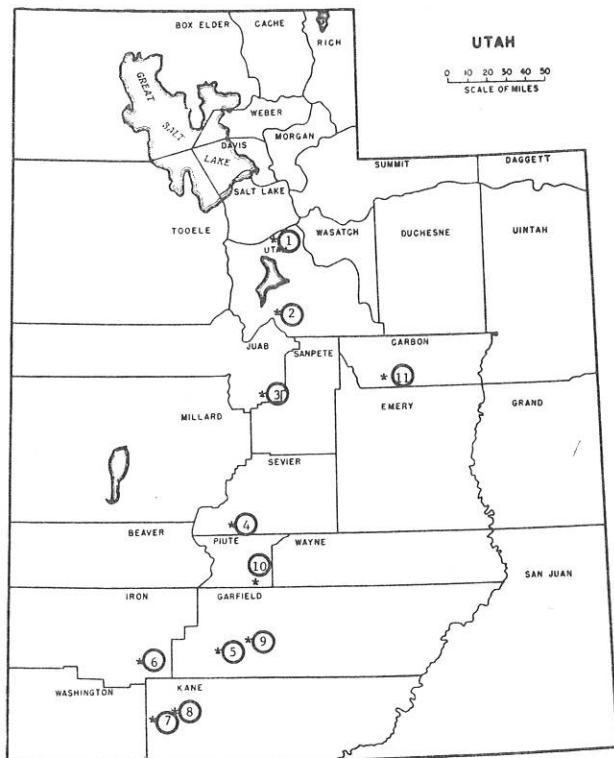 BOX ELDER
CACHE
RICH
UTAH
0 10 20 30 40 50
SCALE OF MILES
GREAT
SALT
LAKE
WEBER
DAVIS
MORGAN
SUMMIT
DAGGETT
SALT LAKE
TOOELE
WASATCH
DUCHESNE
UINTAH
* 1
UTAH
* 2
JUAB
SANPETE
CARBON
* 11
* 3
MILLARD
EMERY
GRAND
SEVIER
* 4
BEAVER
PIUTE
WAYNE
10
*
SAN JUAN
IRON
GARFIELD
* 9
* 5
* 6
WASHINGTON
KANE
* 8
* 7